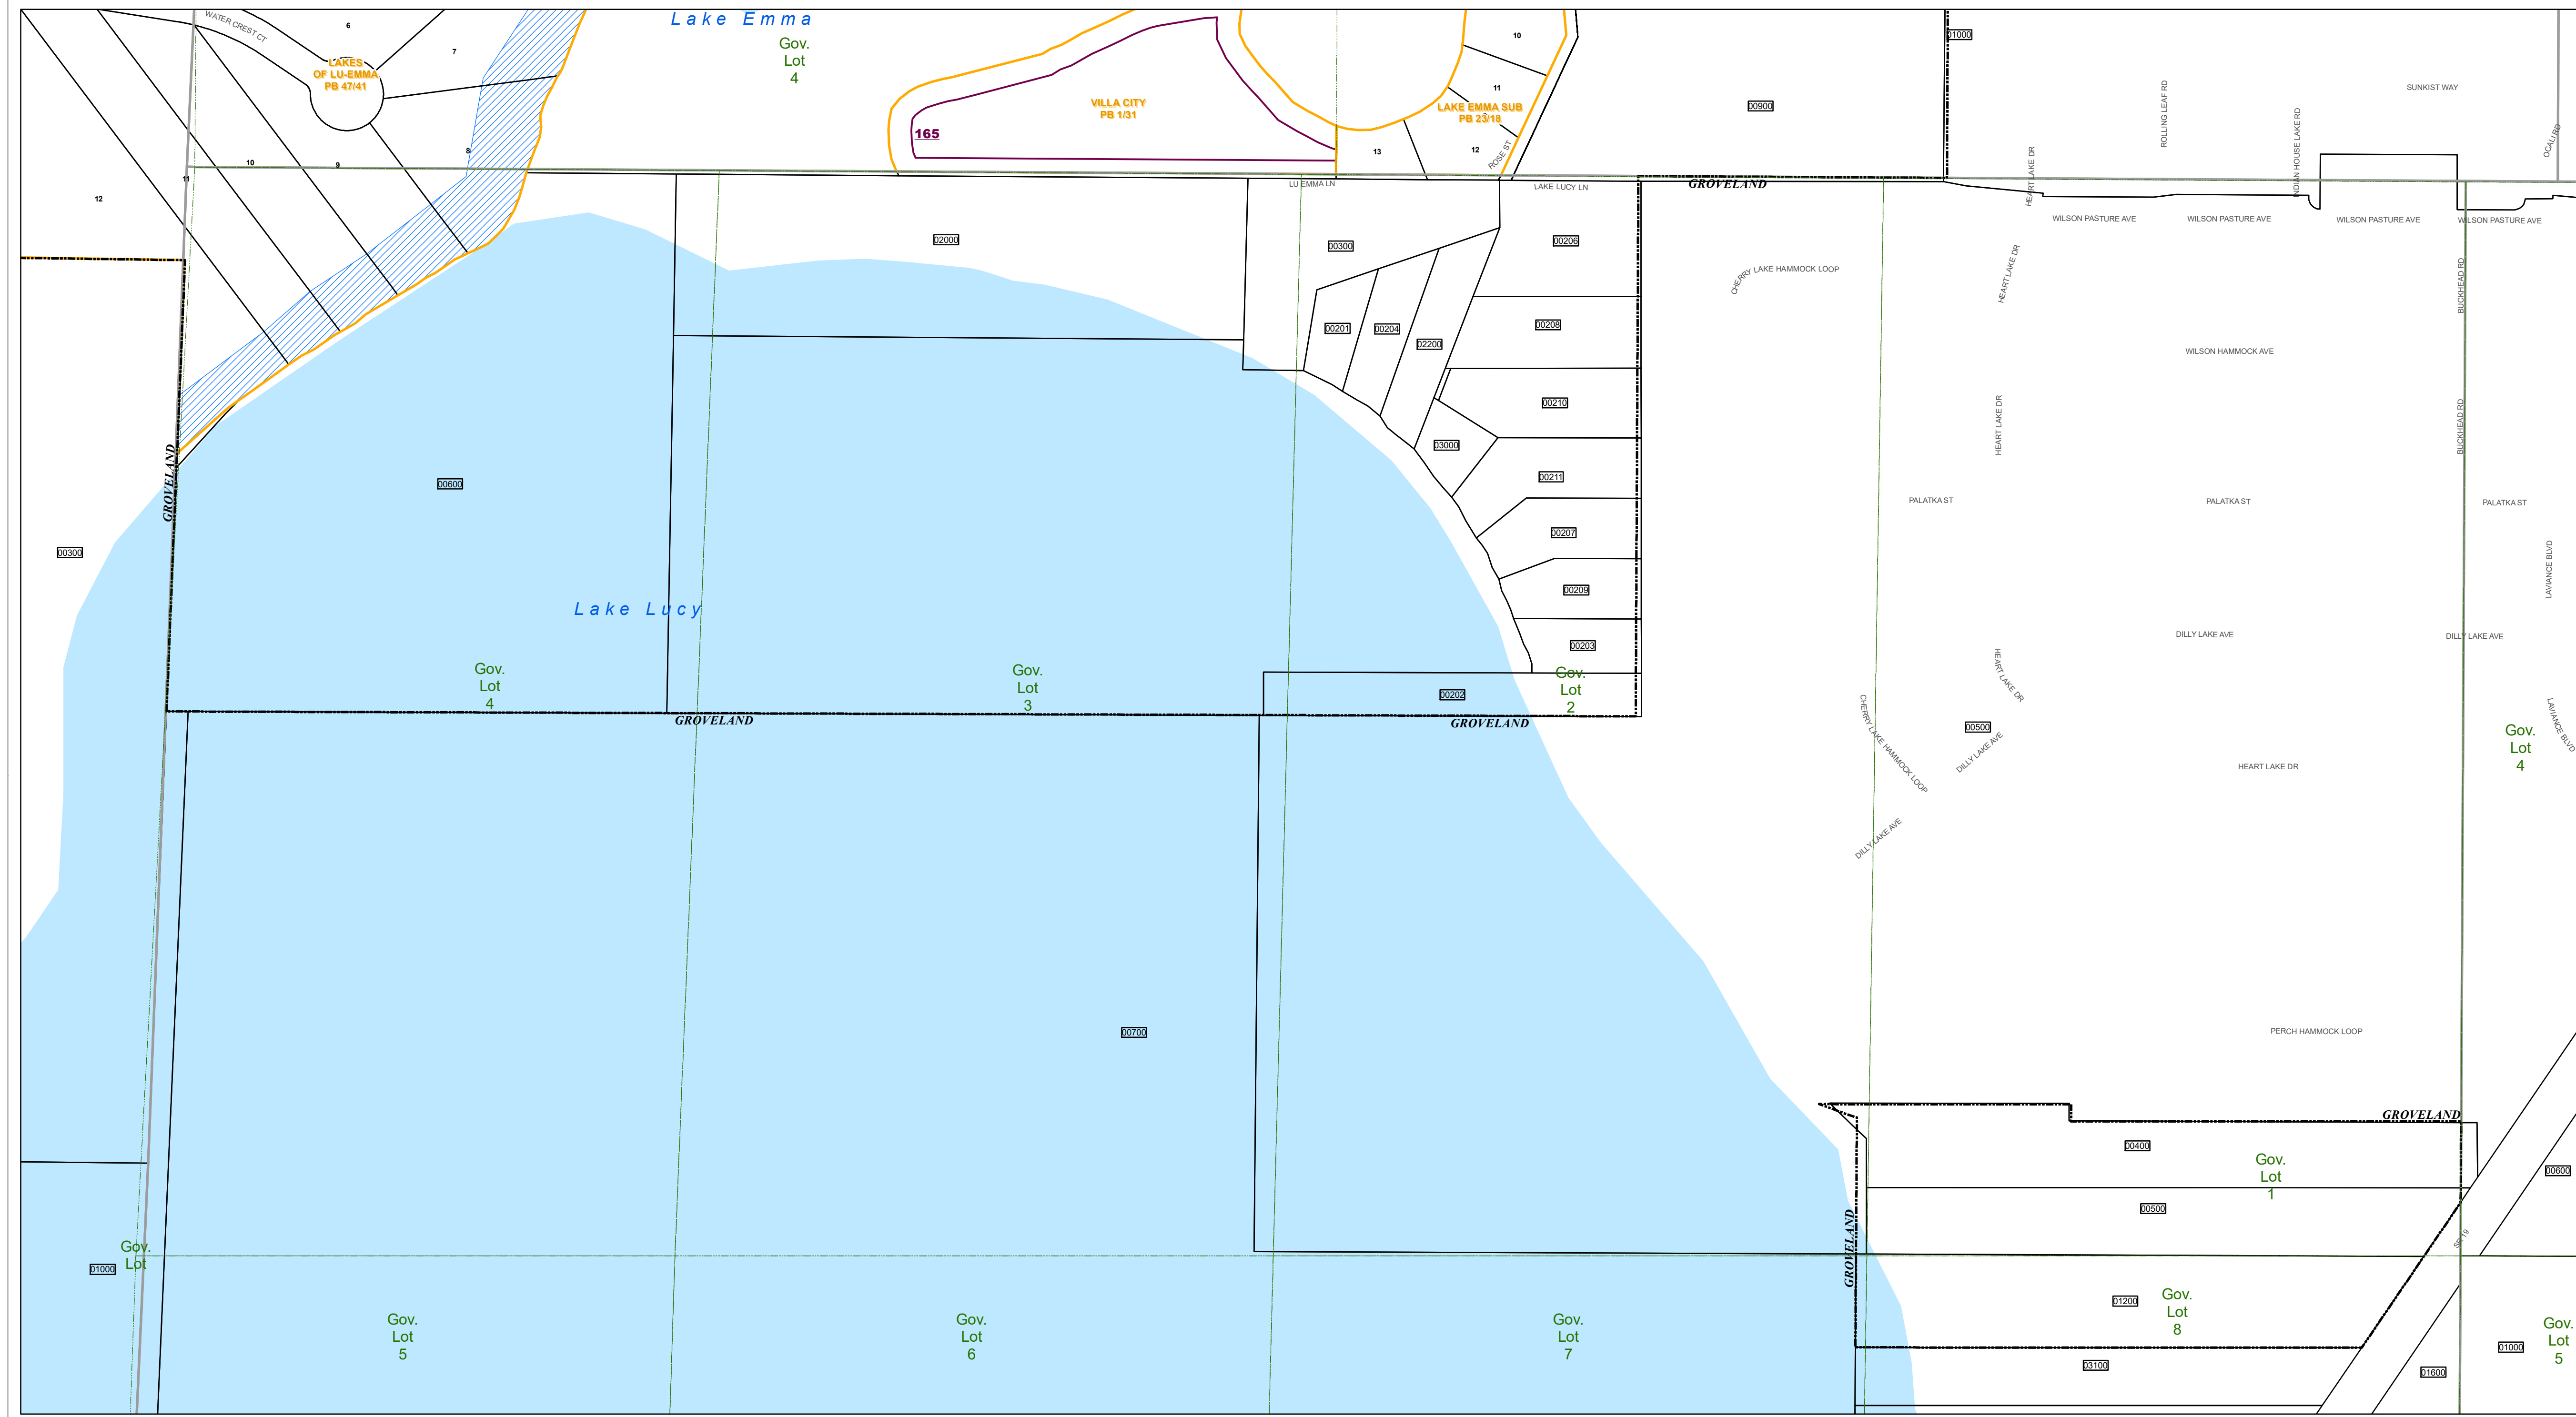 Lake Emma
WATER CREST CT
6
7
LAKES
OF LU-EMMA
PB 47/41
Gov.
Lot
4
VILLA CITY
PB 1/31
165
10
11
LAKE EMMA SUB
PB 23/18
12
13
ROSE ST
01000
00900
ROLLING LEAF RD
SUNKIST WAY
INDIAN HOUSE LAKE RD
OCALI RD
HEART LAKE DR
8
9
10
11
12
LU EMMA LN
LAKE LUCY LN
GROVELAND
WILSON PASTURE AVE
WILSON PASTURE AVE
WILSON PASTURE AVE
WILSON PASTURE AVE
02000
00300
00206
CHERRY LAKE HAMMOCK LOOP
HEART LAKE DR
BUCKHEAD RD
00201
00204
02200
00208
WILSON HAMMOCK AVE
00210
HEART LAKE DR
BUCKHEAD RD
03000
GROVELAND
00600
00211
PALATKA ST
PALATKA ST
PALATKA ST
00300
00207
LAVIANCE BLVD
00209
Lake Lucy
00203
DILLY LAKE AVE
DILLY LAKE AVE
HEART LAKE DR
Gov.
Lot
4
Gov.
Lot
3
Gov.
Lot
2
00202
GROVELAND
GROVELAND
CHERRY LAKE HAMMOCK LOOP
00500
DILLY LAKE AVE
HEART LAKE DR
LAVIANCE BLVD
Gov.
Lot
4
DILLY LAKE AVE
00700
PERCH HAMMOCK LOOP
GROVELAND
00400
Gov.
Lot
1
00600
00500
GROVELAND
SR 19
Gov.
Lot
01000
01200
Gov.
Lot
8
Gov.
Lot
5
Gov.
Lot
6
Gov.
Lot
7
01000
Gov.
Lot
5
03100
01600